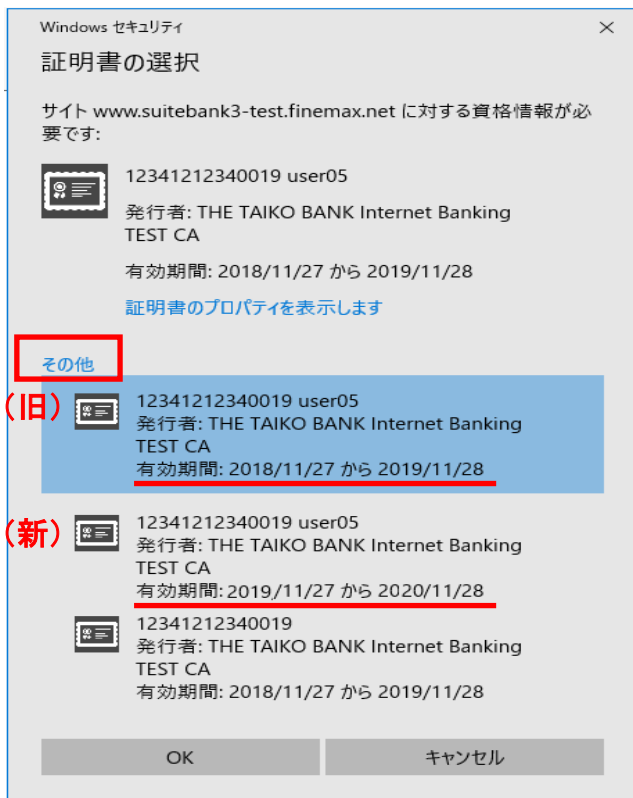 Windows セキュリティ
証明書の選択
サイト www.suitebank3-test.finemax.net に対する資格情報が必
要です:
12341212340019 user05
発行者: THE TAIKO BANK Internet Banking
TEST CA
有効期間: 2018/11/27 から 2019/11/28
証明書のプロパティを表示します
その他
（旧）
12341212340019 user05
発行者: THE TAIKO BANK Internet Banking
TEST CA
有効期間: 2018/11/27 から 2019/11/28
（新）
12341212340019 user05
発行者: THE TAIKO BANK Internet Banking
TEST CA
有効期間: 2019/11/27 から 2020/11/28
12341212340019
発行者: THE TAIKO BANK Internet Banking
TEST CA
有効期間: 2018/11/27 から 2019/11/28
OK
キャンセル